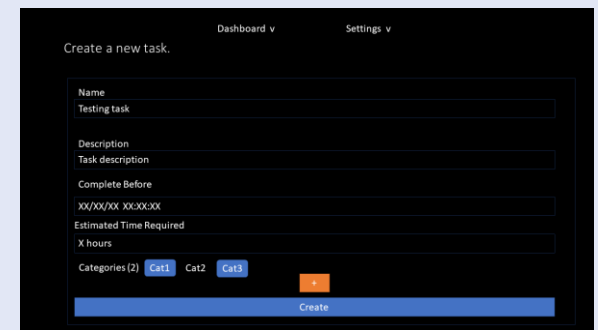 Dashboard v Settings v
Create a new task.
Name
Testing task
Description
Task description
Complete Before
XX/XX/XX XX:XX:XX
Estimated Time Required
X hours
Categories (2) Cat1 Cat2 Cat3
+
Create